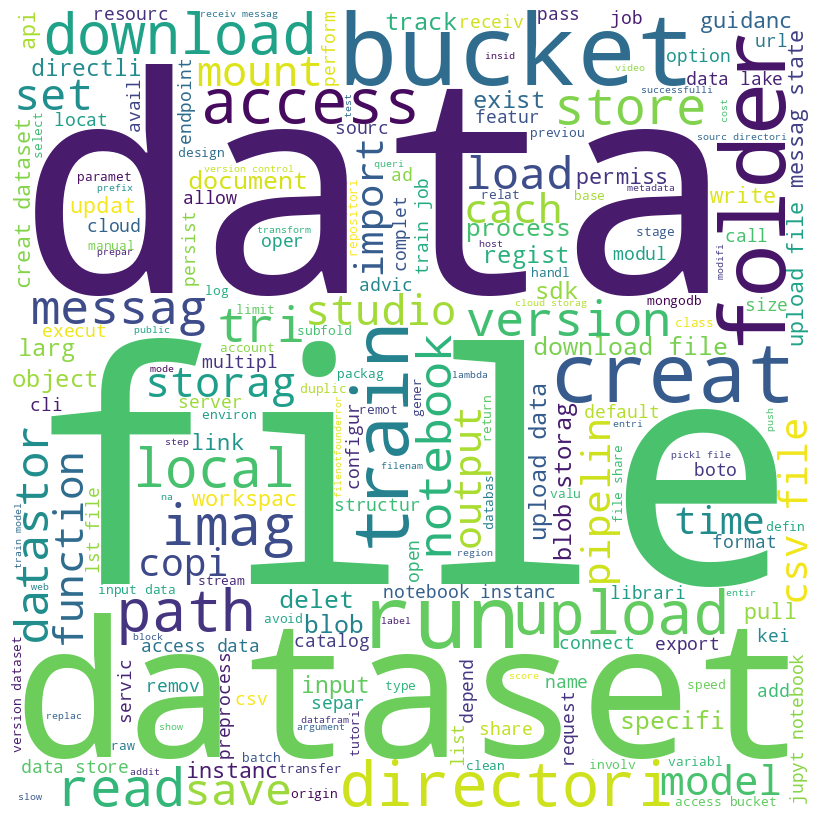 receiv messag
resourc
download
api
track
receiv
pass
job
guidanc
bucket
perform
option
url
directli
mount
insid
video
data lake
set
avail
endpoint
access
exist
store
successfulli
cost
folder
messag state
locat
sourc
featur
previou
test
select
design
data
version control
queri
import
load
permiss
sourc directori
paramet
prefix
document
ad
relat
base
metadata
write
creat dataset
updat
allow
cach
cloud
manual
persist
transform
oper
repositori
complet
train job
process
host
stage
call
upload file
prepar
regist
modul
handl
modifi
log
advic
sdk
mongodb
size
messag
limit
tri
studio
cloud storag
version
class
execut
public
account
subfold
download file
larg
multipl
mode
packag
creat
object
storag
duplic
train
gener
notebook
lambda
cli
server
environ
remot
file
default
datastor
function
link
configur
filenotfounderror
output
return
upload data
blob storag
entri
push
local
step
filenam
databas
pipelin
file share
pickl file
boto
csv file
workspac
valu
imag
na
structur
time
defin
lst file
train model
copi
open
region
format
web
stream
input data
notebook instanc
librari
entir
path
delet
run
upload
pull
avoid
blob
label
block
access data
catalog
connect
export
kei
version dataset
servic
dataset
remov
preprocess
csv
input
separ
type
depend
score
request
name
speed
add
jupyt notebook
replac
show
datafram
argument
tutori
list
share
specifi
raw
data store
addit
batch
transfer
clean
involv
variabl
slow
read
save
instanc
origin
directori
model
access bucket